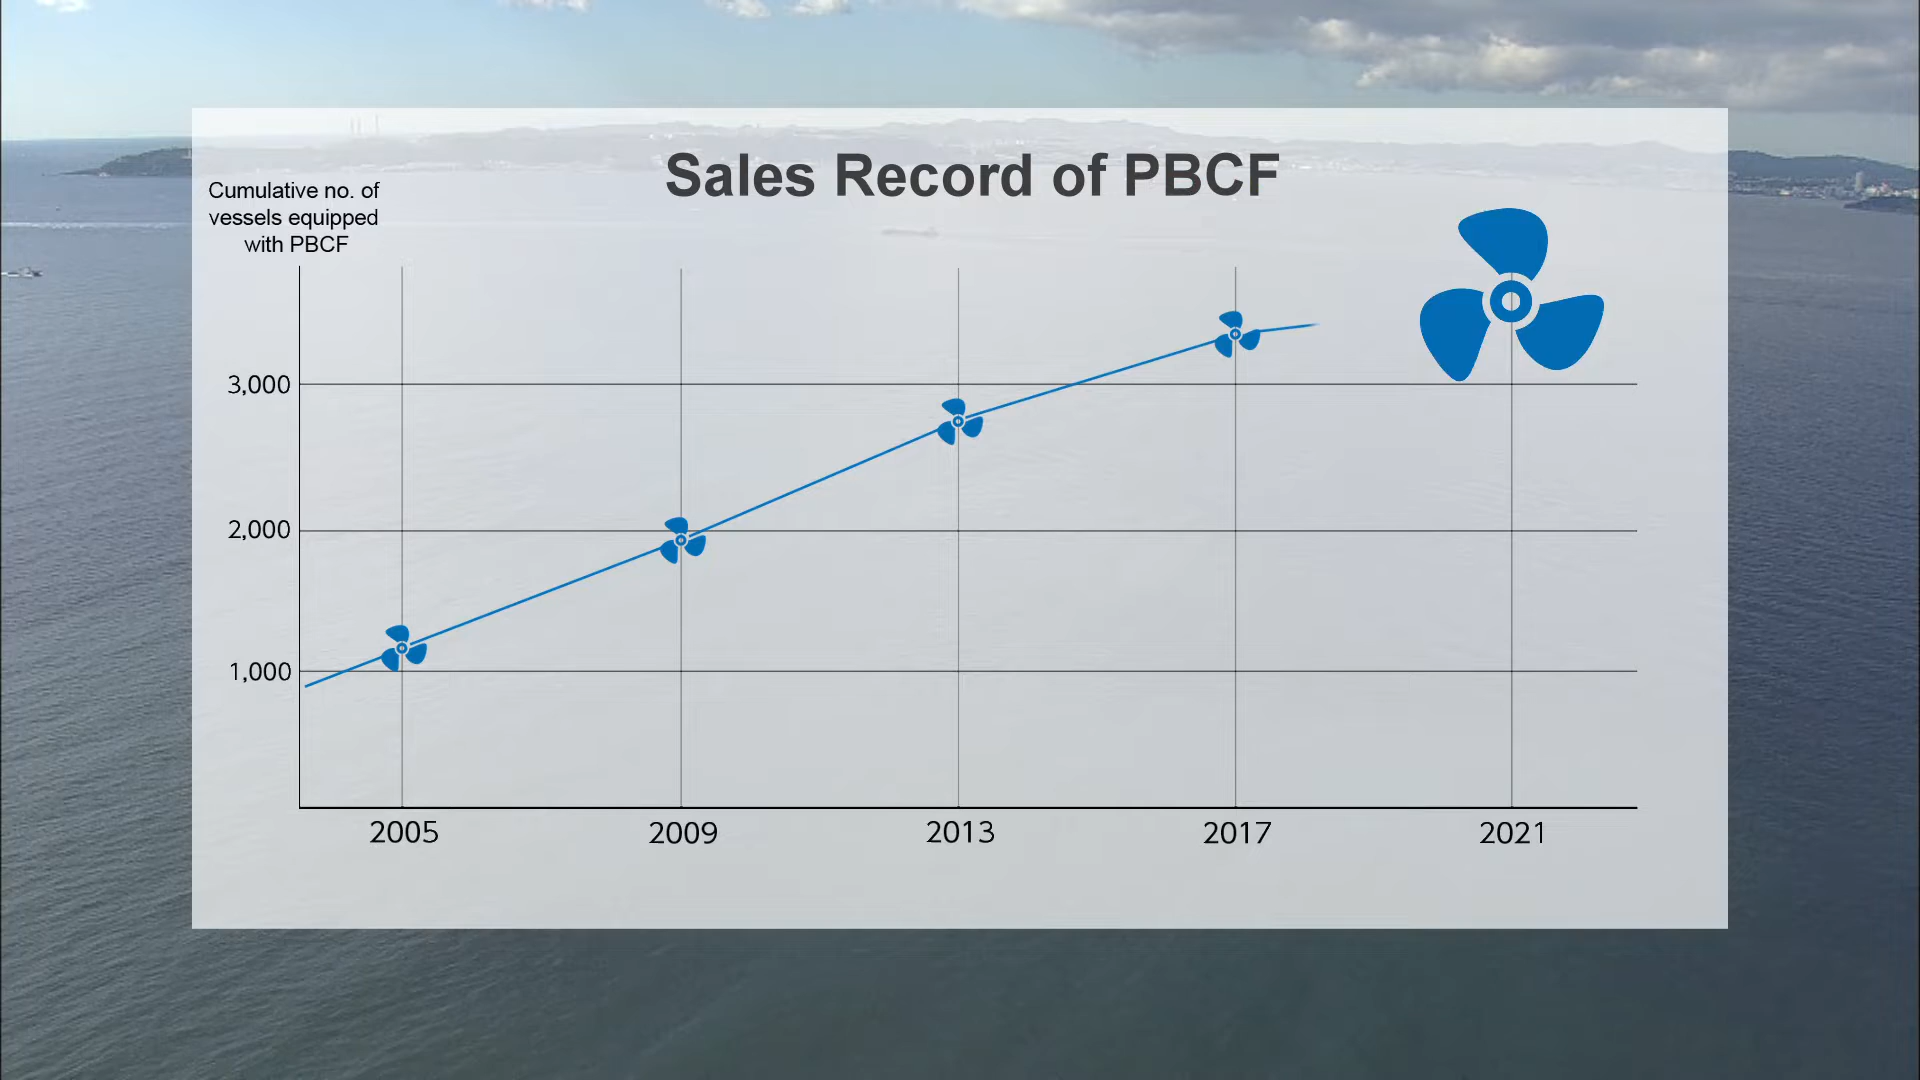 Sales Record of PBCF
Cumulative no. of
vessels equipped
with PBCF
3,000
2,000
1,000
2005
2009
2013
2017
2021